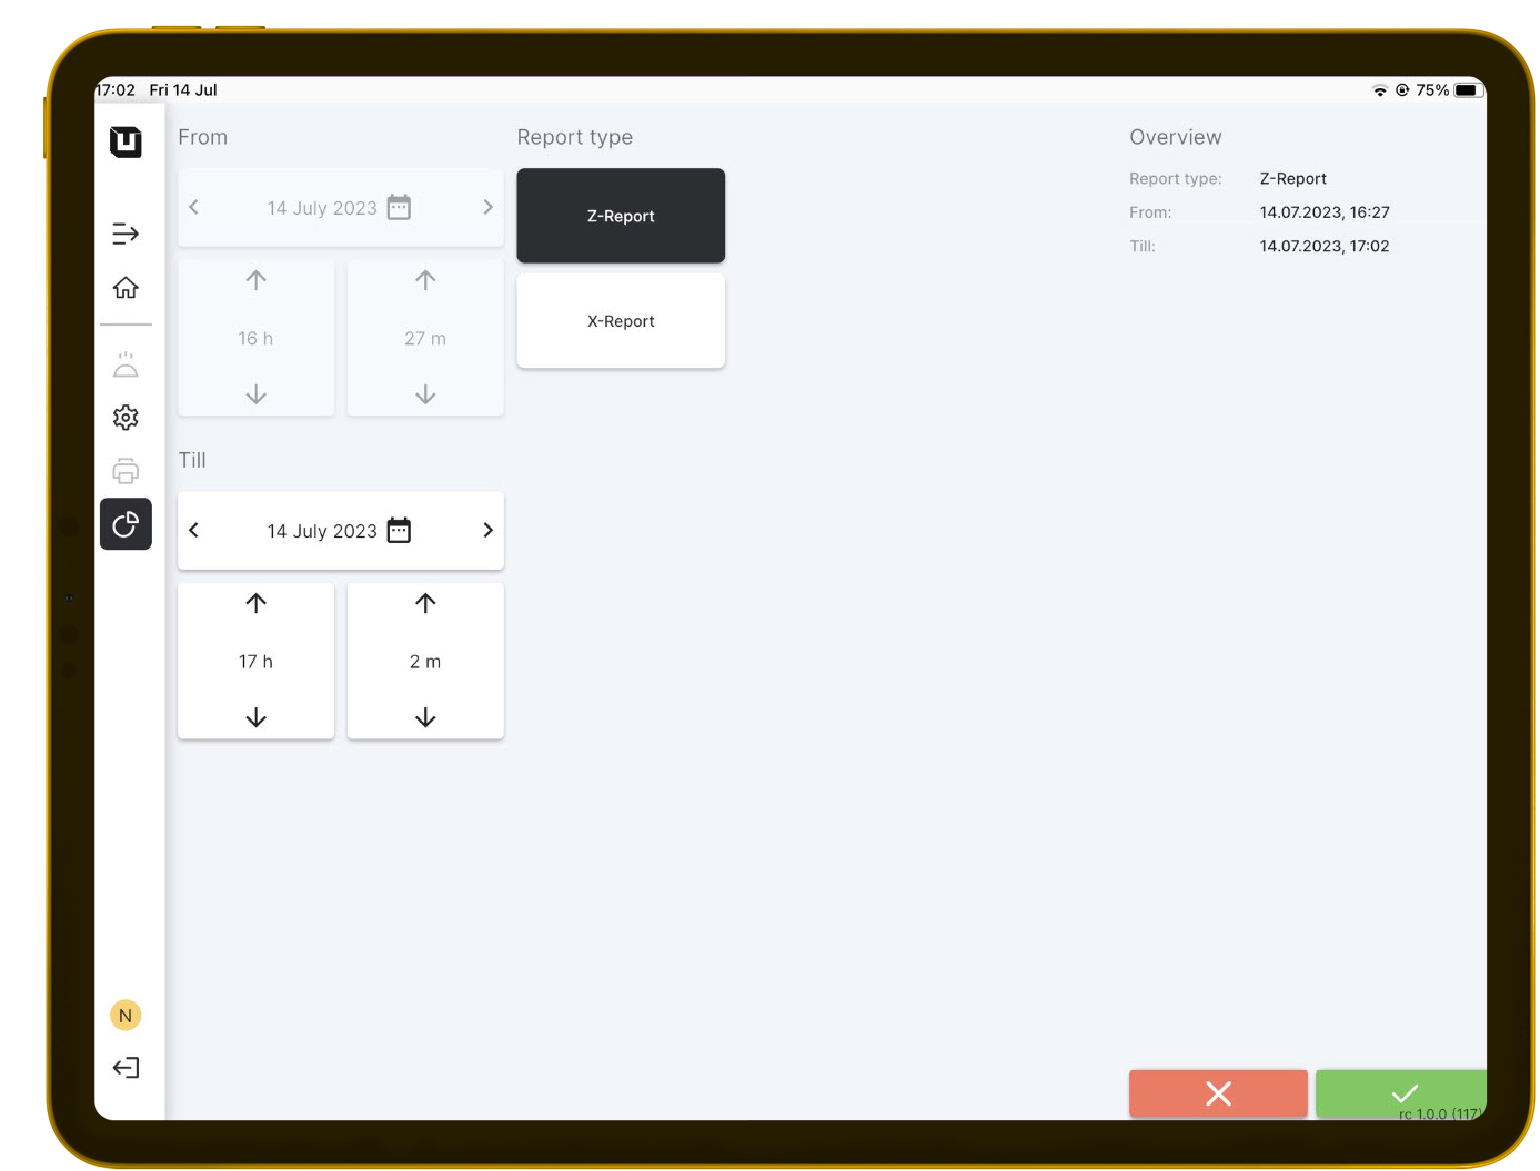 17:02 Fri 14 Jul
75%
From
14 July 2023
16 h
27 m
Till
14 July 2023
17 h
2 m
Report type
Z-Report
X-Report
Overview
Report type: Z-Report
From: 14.07.2023, 16:27
Till: 14.07.2023, 17:02
N
rc 1.0.0 (117)